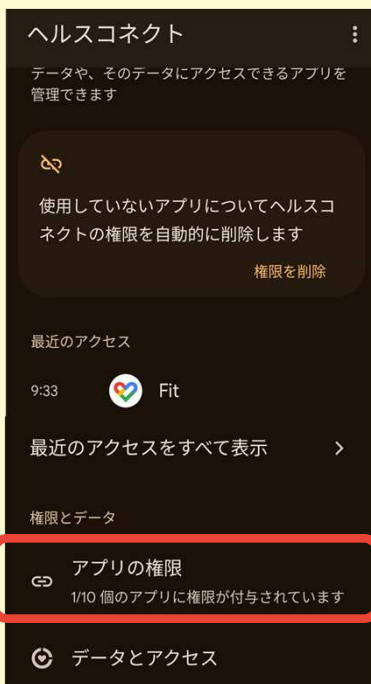 ヘルスコネクト
データや、そのデータにアクセスできるアプリを
管理できます
使用していないアプリについてヘルスコ
ネクトの権限を自動的に削除します
権限を削除
最近のアクセス
9:33 Fit
最近のアクセスをすべて表示
権限とデータ
アプリの権限
1/10 個のアプリに権限が付与されています
データとアクセス